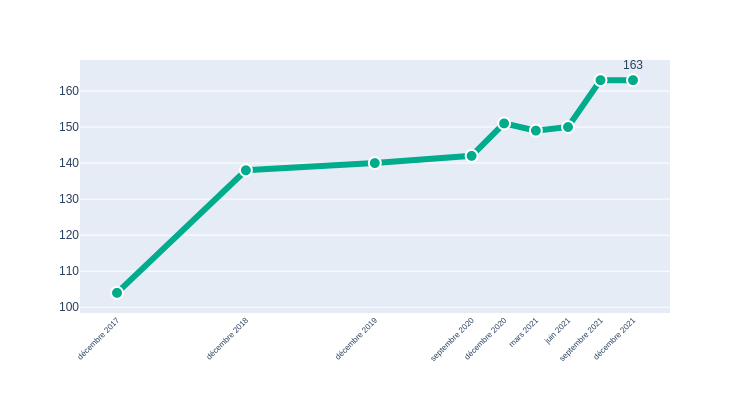 163
160
150
140
130
120
110
100
décembre 2017
décembre 2018
décembre 2019
septembre 2020
décembre 2020
mars 2021
juin 2021
septembre 2021
décembre 2021